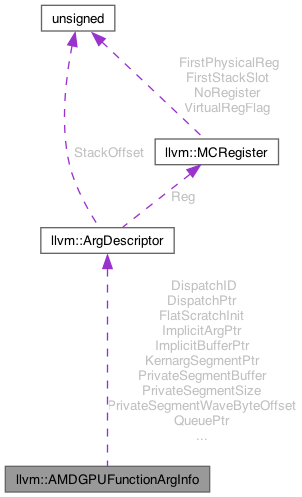 unsigned
FirstPhysicalReg
FirstStackSlot
NoRegister
VirtualRegFlag
StackOffset
llvm::MCRegister
Reg
llvm::ArgDescriptor
DispatchID
DispatchPtr
FlatScratchInit
ImplicitArgPtr
ImplicitBufferPtr
KernargSegmentPtr
PrivateSegmentBuffer
PrivateSegmentSize
PrivateSegmentWaveByteOffset
QueuePtr
...
llvm::AMDGPUFunctionArgInfo